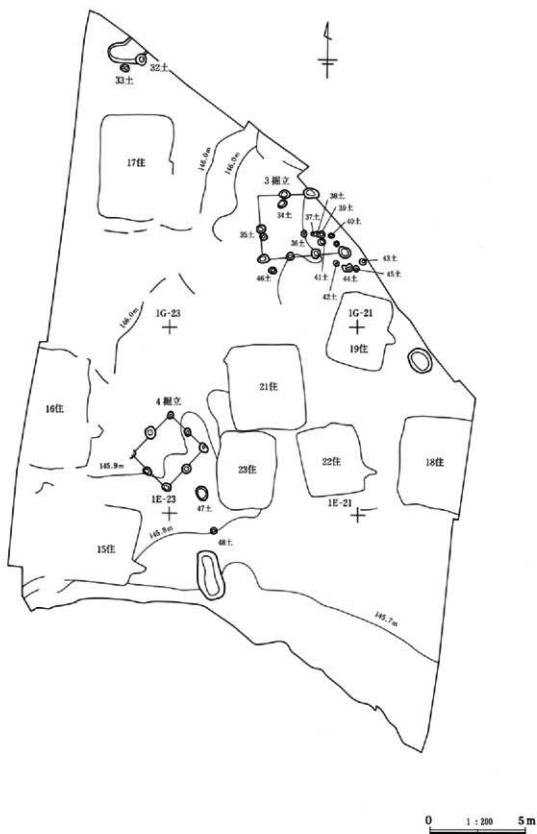 32土
33土
17住
146.0m
146.0m
3掘立
38土
37土
39土
40土
34土
35土
36土
43土
46土
41土
44土
45土
42土
146.0m
1G-23
1G-21
19住
16住
21住
4掘立
145.9m
23住
22住
18住
1E-23
47土
1E-21
15住
145.8m
48土
145.7m
0 1:200 5m